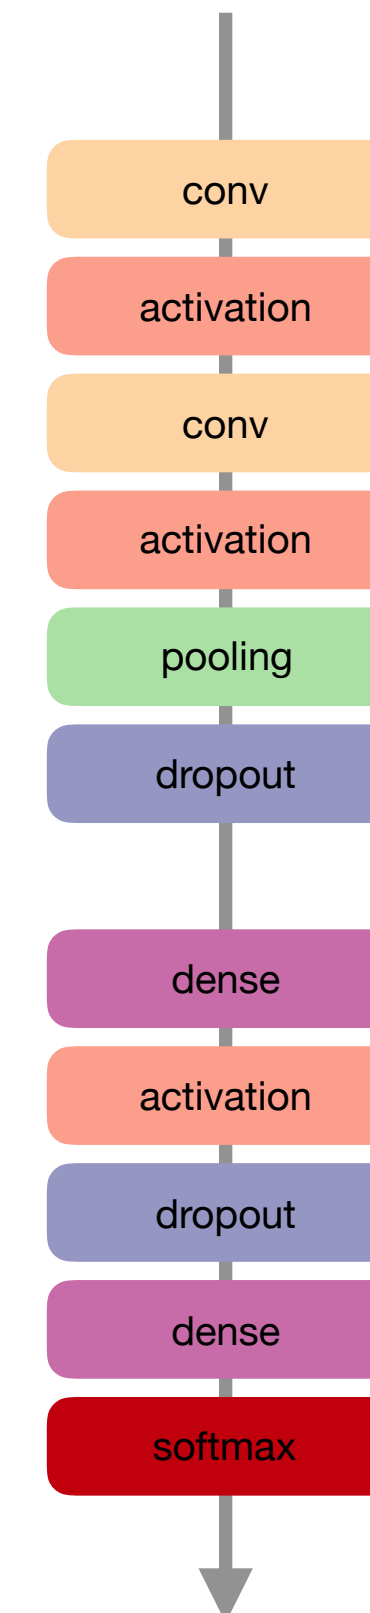 conv
activation
conv
activation
pooling
dropout
dense
activation
dropout
dense
softmax